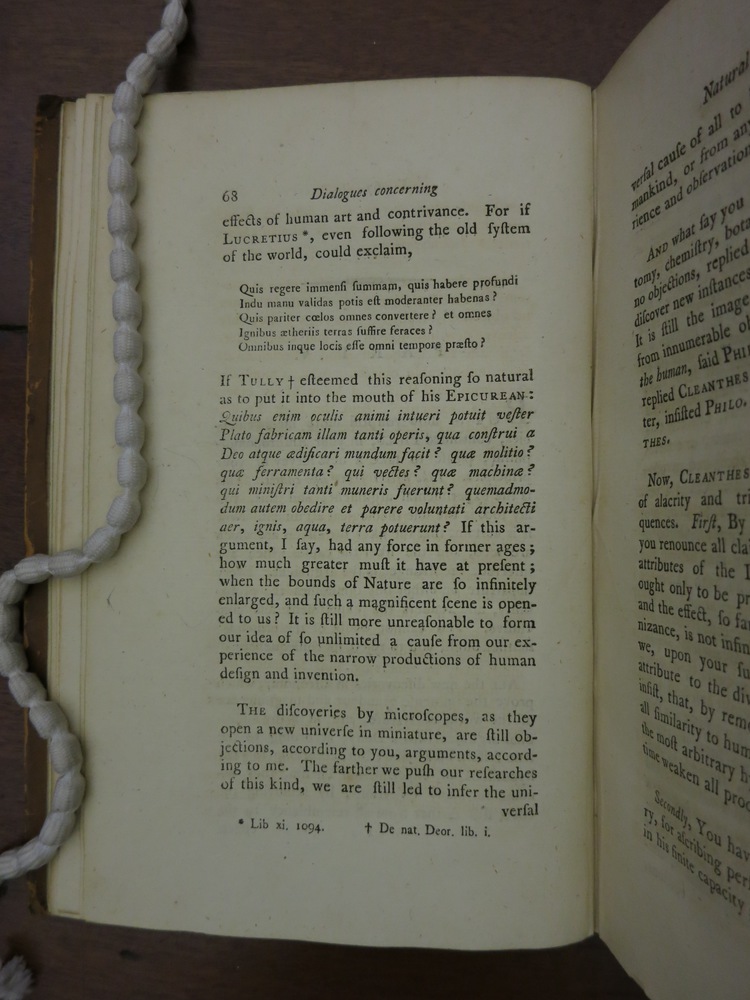 68 Dialogues concerning
effects of human art and contrivance. For if
LUCRETIUS *, even following the old ſyſtem
of the world, could exclaim,
Quis regere immenſi ſummam, quis habere profundi
Indu manu validas potis eſt moderanter habenas?
Quis pariter cœlos omnes convertere? et omnes
Ignibus ætheriis terras ſuffire feraces?
Omnibus inque locis eſſe omni tempore præſto?
If TULLY † eſteemed this reaſoning ſo natural
as to put it into the mouth of his EPICUREAN:
Quibus enim oculis animi intueri potuit veſter
Plato fabricam illam tanti operis, qua conſtrui a
Deo atque ædificari mundum facit? quæ molitio?
quæ ferramenta? qui vectes? quæ machinæ?
qui miniſtri tanti muneris fuerunt? quemadmo-
dum autem obedire et parere voluntati architecti
aer, ignis, aqua, terra potuerunt? If this ar-
gument, I ſay, had any force in former ages;
how much greater muſt it have at preſent;
when the bounds of Nature are ſo infinitely
enlarged, and ſuch a magnificent ſcene is open-
ed to us? It is ſtill more unreaſonable to form
our idea of ſo unlimited a cauſe from our ex-
perience of the narrow productions of human
deſign and invention.
THE diſcoveries by microſcopes, as they
open a new univerſe in miniature, are ſtill ob-
jections, according to you, arguments, accord-
ing to me. The farther we puſh our reſearches
of this kind, we are ſtill led to infer the uni-
verſal
* Lib xi. 1094. † De nat. Deor. lib. i.
Natural
verſal cauſe of all to
mankind, or from any
rience and obſervation
AND what ſay you
tomy, chemiſtry, bota
no objections, replied
diſcover new inſtances
It is ſtill the image
from innumerable ob
the human, ſaid PHI
replied CLEANTHES
ter, inſiſted PHILO.
THES.
Now, CLEANTHES
of alacrity and tri
quences. Firſt, By
you renounce all cla
attributes of the
ought only to be pr
and the effect, ſo fa
nizance, is not infin
we, upon your ſu
attribute to the div
inſiſt, that, by rem
all ſimilarity to hum
the moſt arbitrary h
time weaken all proo
Secondly, You hav
ry, for aſcribing per
in his finite capacity